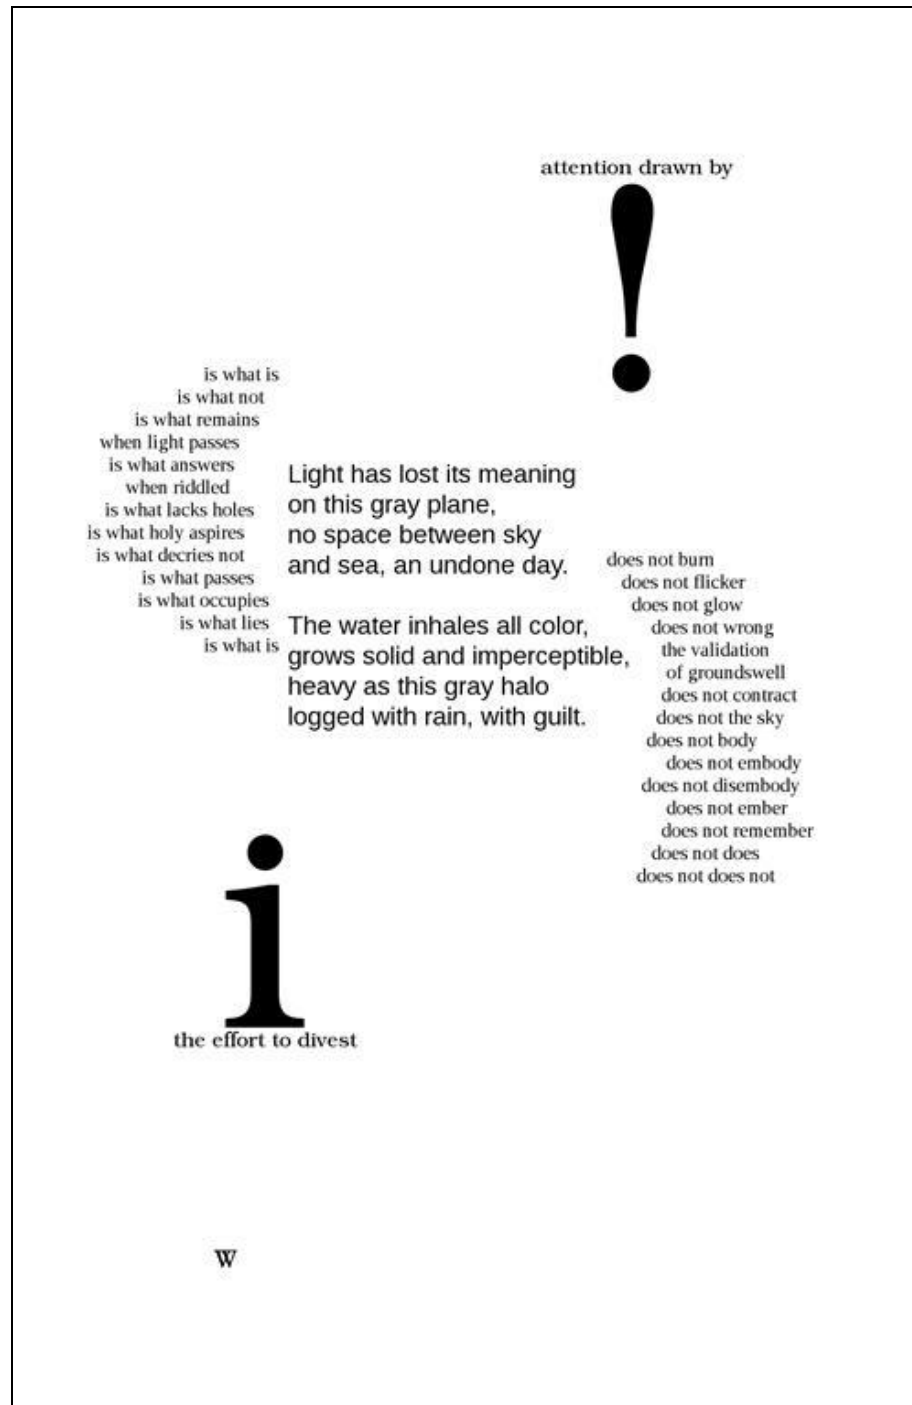 attention drawn by
!
is what is
is what not
is what remains
when light passes
is what answers
when riddled
is what lacks holes
is what holy aspires
is what decries not
is what passes
is what occupies
is what lies
is what is
Light has lost its meaning
on this gray plane,
no space between sky
and sea, an undone day.
The water inhales all color,
grows solid and imperceptible,
heavy as this gray halo
logged with rain, with guilt.
does not burn
does not flicker
does not glow
does not wrong
the validation
of groundswell
does not contract
does not the sky
does not body
does not embody
does not disembody
does not ember
does not remember
does not does
does not does not
i
the effort to divest
W